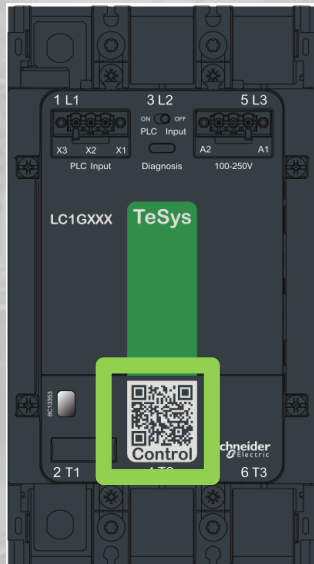 1 L1 3 L2 5 L3
ON OFF
PLC Input
X3 X2 X1 A2 A1
PLC Input Diagnosis 100-250V
LC1GXXX TeSys
Control
Electric
2 T1 6 T3